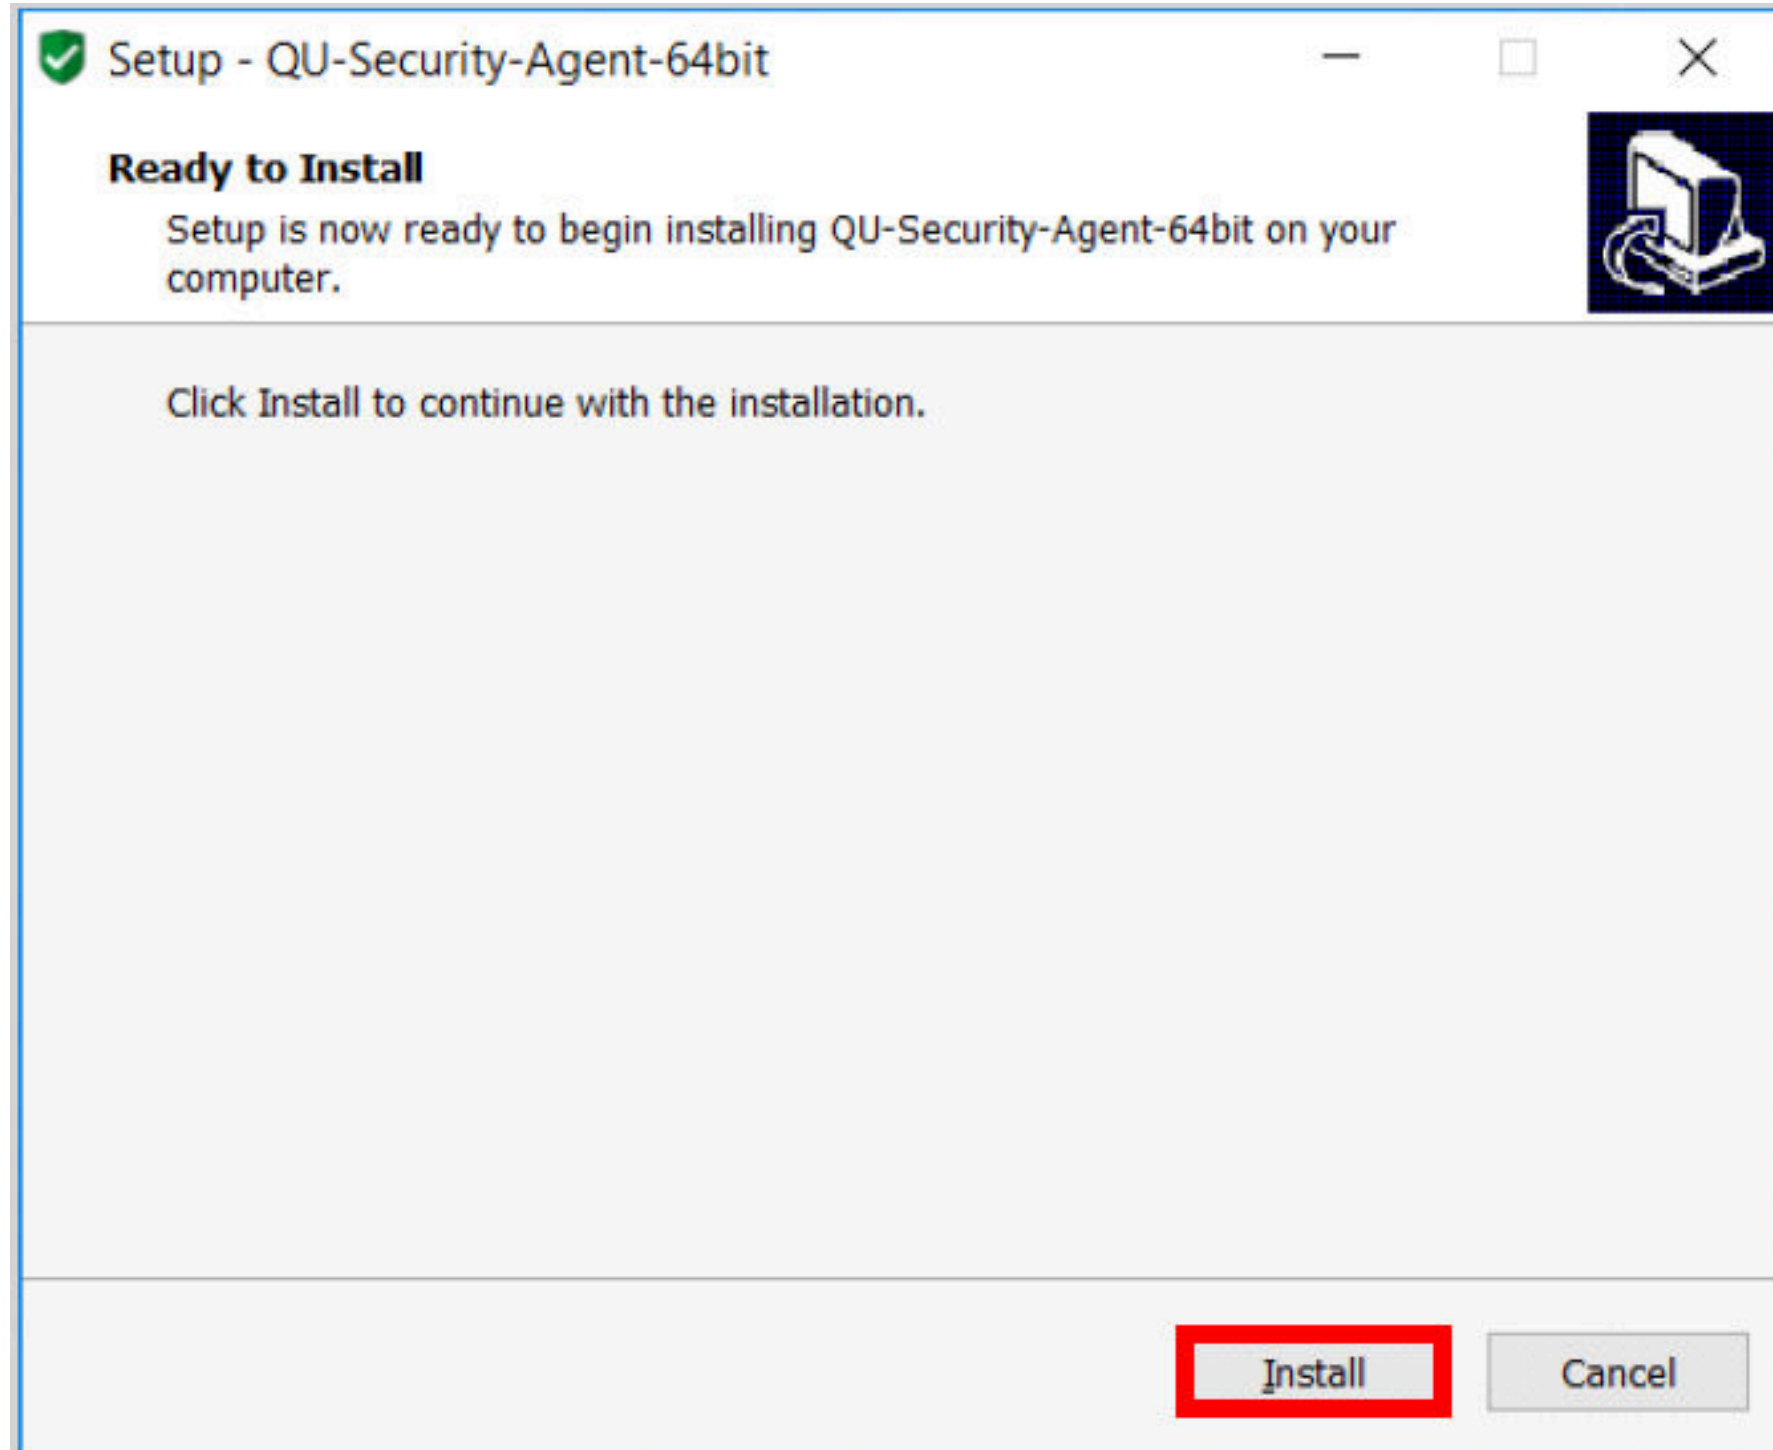 Setup - QU-Security-Agent-64bit
Ready to Install
Setup is now ready to begin installing QU-Security-Agent-64bit on your
computer.
Click Install to continue with the installation.
Install
Cancel